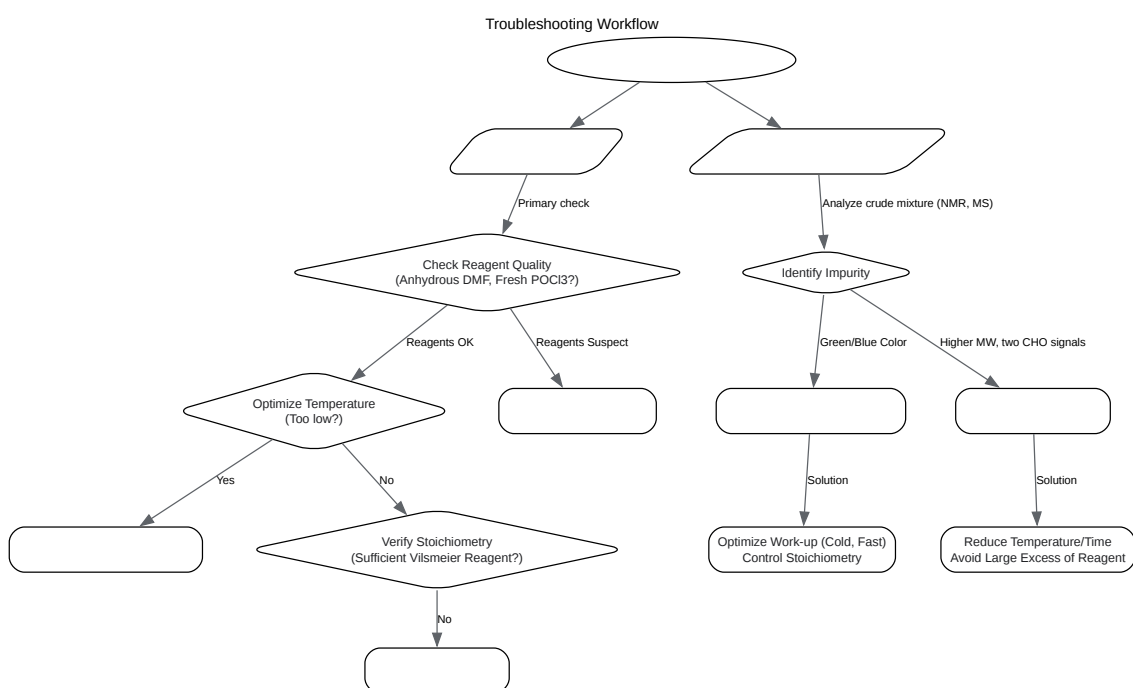 Troubleshooting Workflow
Primary check
Analyze crude mixture (NMR, MS)
Check Reagent Quality
(Anhydrous DMF, Fresh POCl3?)
Identify Impurity
Reagents OK
Reagents Suspect
Green/Blue Color
Higher MW, two CHO signals
Optimize Temperature
(Too low?)
Yes
No
Solution
Solution
Verify Stoichiometry
(Sufficient Vilsmeier Reagent?)
Optimize Work-up (Cold, Fast)
Control Stoichiometry
Reduce Temperature/Time
Avoid Large Excess of Reagent
No